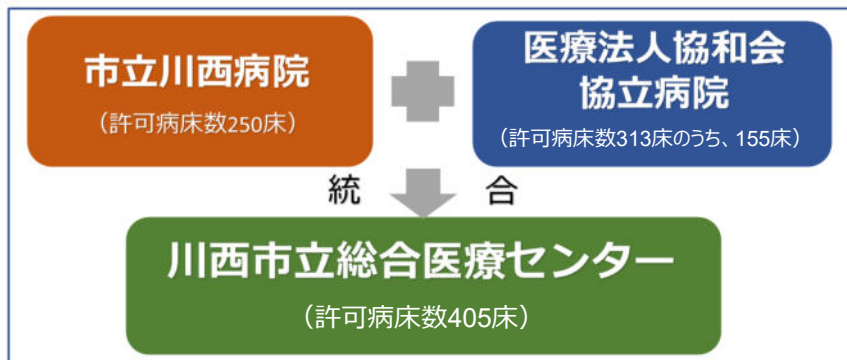 市立川西病院
（許可病床数250床）
医療法人協和会
協立病院
（許可病床数313床のうち、155床）
統 合
川西市立総合医療センター
（許可病床数405床）